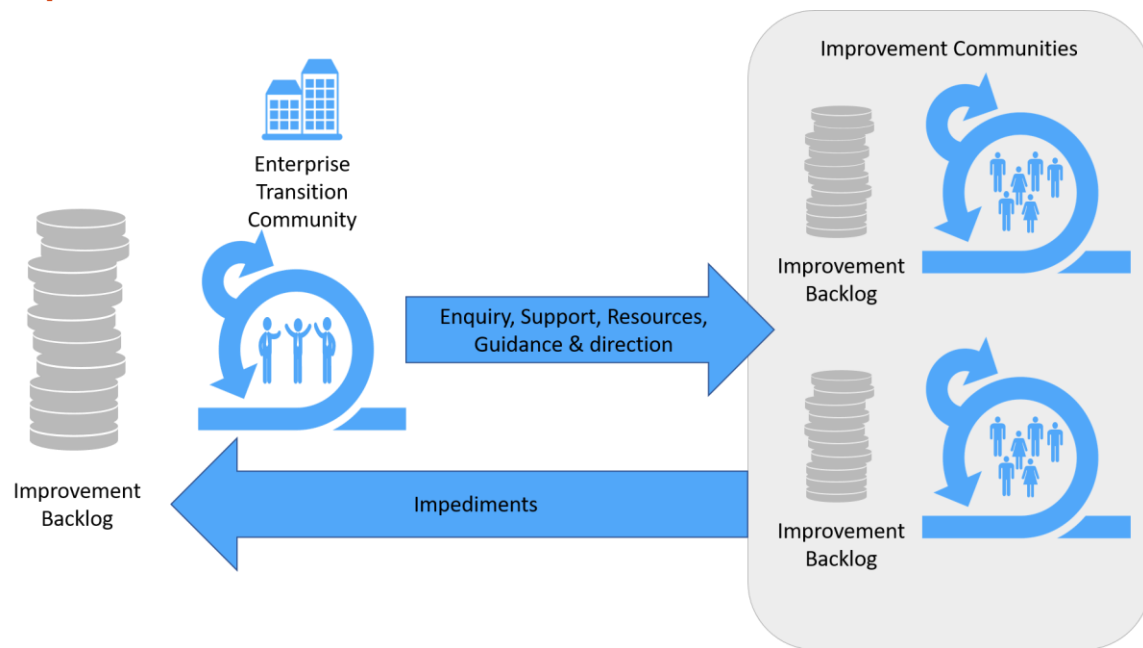 Improvement Communities
Enterprise
Transition
Community
Improvement
Backlog
Enquiry, Support, Resources,
Guidance & direction
Improvement
Backlog
Impediments
Improvement
Backlog